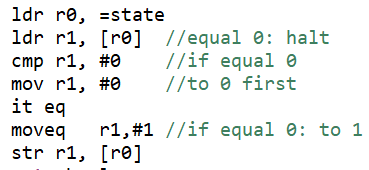 ldr r0, =state
ldr r1, [r0]  //equal 0: halt
cmp r1, #0    //if equal 0
mov r1, #0    //to 0 first
it eq
moveq   r1,#1 //if equal 0: to 1
str r1, [r0]